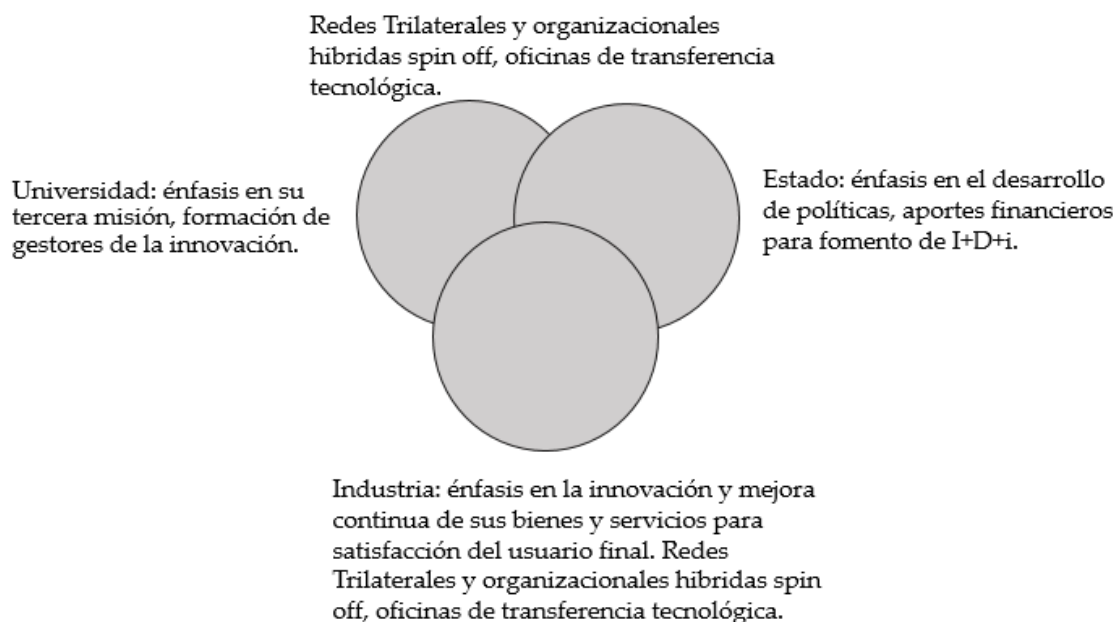 Redes Trilaterales y organizacionales
hibridas spin off, oficinas de transferencia
tecnológica.
Universidad: énfasis en su
tercera misión, formación de
gestores de la innovación.
Estado: énfasis en el desarrollo
de políticas, aportes financieros
para fomento de I+D+i.
Industria: énfasis en la innovación y mejora
continua de sus bienes y servicios para
satisfacción del usuario final. Redes
Trilaterales y organizacionales hibridas spin
off, oficinas de transferencia tecnológica.